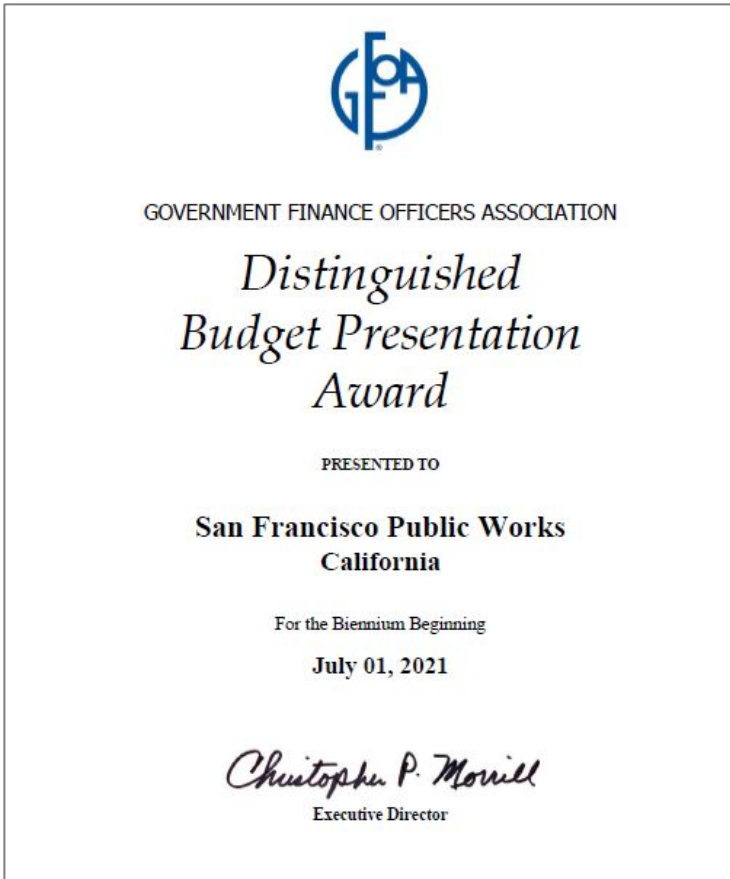 GFOA
GOVERNMENT FINANCE OFFICERS ASSOCIATION
Distinguished
Budget Presentation
Award
PRESENTED TO
San Francisco Public Works
California
For the Biennium Beginning
July 01, 2021
Christopher P. Morrill
Executive Director